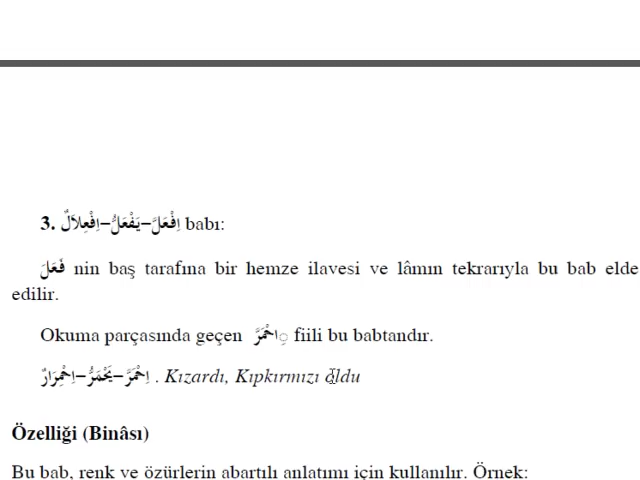 3. اِفْعَلَّ–يَفْعَلُّ–اِفْعِلاَلٌ babı:
فَعَلَ nin baş tarafına bir hemze ilavesi ve lâmın tekrarıyla bu bab elde
edilir.
Okuma parçasında geçen اِحْمَرَّ fiili bu babtandır.
اِحْمَرَّ–يَحْمَرُّ–اِحْمِرَارٌ . Kızardı, Kıpkırmızı oldu
Özelliği (Binâsı)
Bu bab, renk ve özürlerin abartılı anlatımı için kullanılır. Örnek: